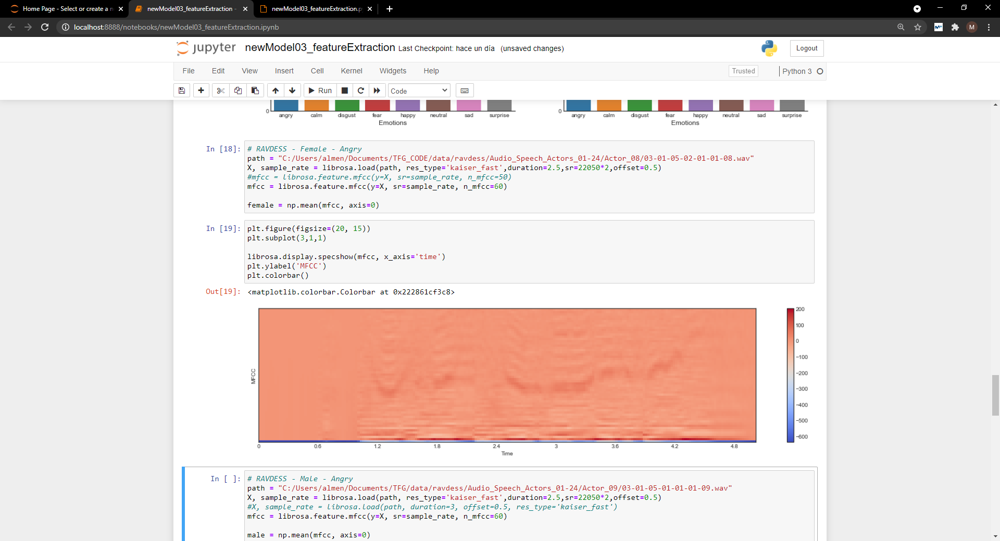 Home Page - Select or create a n
newModel03_featureExtraction -
newModel03_featureExtraction.p
localhost:8888/notebooks/newModel03_featureExtraction.ipynb
M
jupyter newModel03_featureExtraction Last Checkpoint: hace un día (unsaved changes)
Logout
File Edit View Insert Cell Kernel Widgets Help
Trusted
Python 3
Run
Code
0 0
angry calm disgust fear happy neutral sad surprise
Emotions
angry calm disgust fear happy neutral sad surprise
Emotions
In [18]: # RAVDESS - Female - Angry
path = "C:/Users/almen/Documents/TFG_CODE/data/ravdess/Audio_Speech_Actors_01-24/Actor_08/03-01-05-02-01-01-08.wav"
X, sample_rate = librosa.load(path, res_type='kaiser_fast',duration=2.5,sr=22050*2,offset=0.5)
#mfcc = librosa.feature.mfcc(y=X, sr=sample_rate, n_mfcc=50)
mfcc = librosa.feature.mfcc(y=X, sr=sample_rate, n_mfcc=60)
female = np.mean(mfcc, axis=0)
In [19]: plt.figure(figsize=(20, 15))
plt.subplot(3,1,1)
librosa.display.specshow(mfcc, x_axis='time')
plt.ylabel('MFCC')
plt.colorbar()
Out[19]: <matplotlib.colorbar.Colorbar at 0x222861cf3c8>
MFCC
200
100
0
−100
−200
−300
−400
−500
−600
0 0.6 1.2 1.8 2.4 3 3.6 4.2 4.8
Time
In [ ]: # RAVDESS - Male - Angry
path = "C:/Users/almen/Documents/TFG/data/ravdess/Audio_Speech_Actors_01-24/Actor_09/03-01-05-01-01-01-09.wav"
X, sample_rate = librosa.load(path, res_type='kaiser_fast',duration=2.5,sr=22050*2,offset=0.5)
#X, sample_rate = librosa.load(path, duration=3, offset=0.5, res_type='kaiser_fast')
mfcc = librosa.feature.mfcc(y=X, sr=sample_rate, n_mfcc=60)
male = np.mean(mfcc, axis=0)